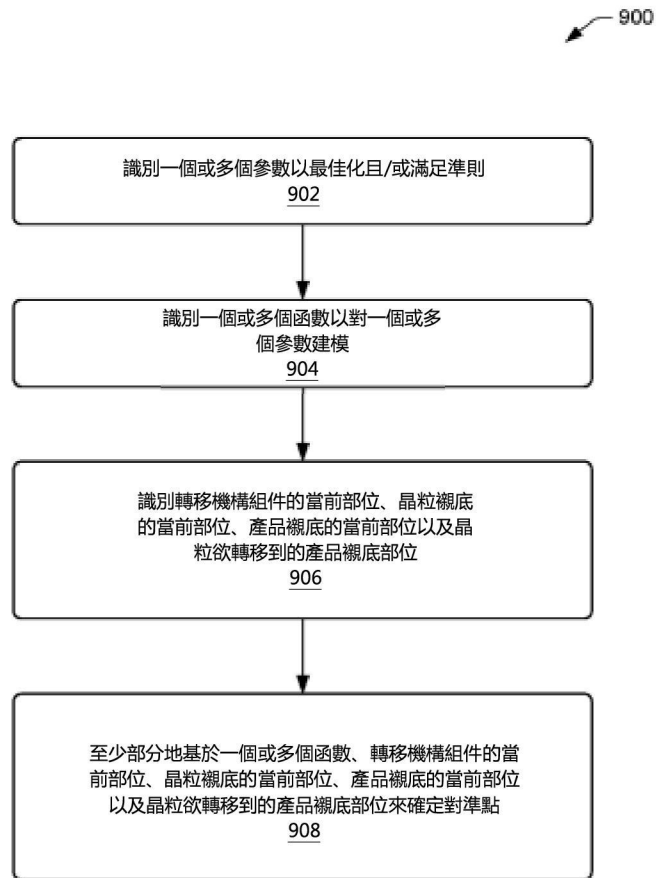 900
識別一個或多個參數以最佳化且/或滿足準則
902
識別一個或多個函數以對一個或多
個參數建模
904
識別轉移機構組件的當前部位、晶粒襯底
的當前部位、產品襯底的當前部位以及晶
粒欲轉移到的產品襯底部位
906
至少部分地基於一個或多個函數、轉移機構組件的當
前部位、晶粒襯底的當前部位、產品襯底的當前部位
以及晶粒欲轉移到的產品襯底部位來確定對準點
908